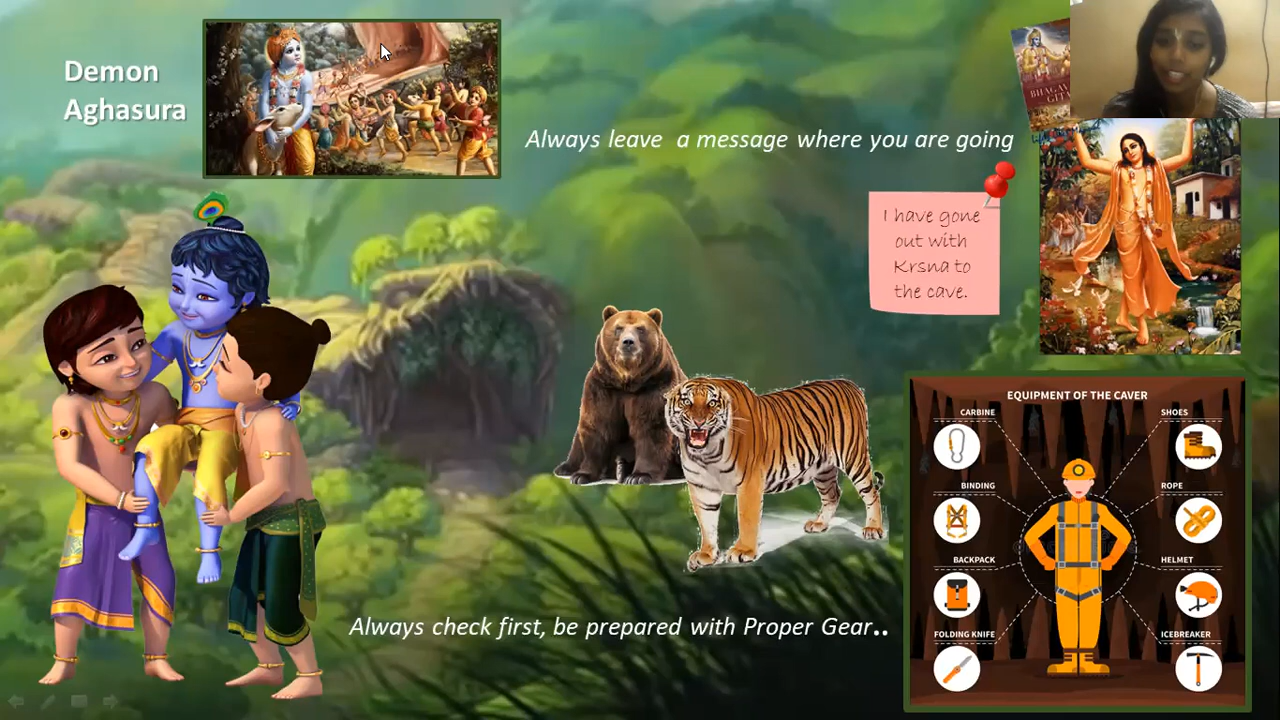 Demon
Aghasura
Always leave a message where you are going
I have gone
out with
Krsna to
the cave.
EQUIPMENT OF THE CAVER
CARBINE
SHOES
BINDING
ROPE
BACKPACK
HELMET
FOLDING KNIFE
ICEBREAKER
Always check first, be prepared with Proper Gear..